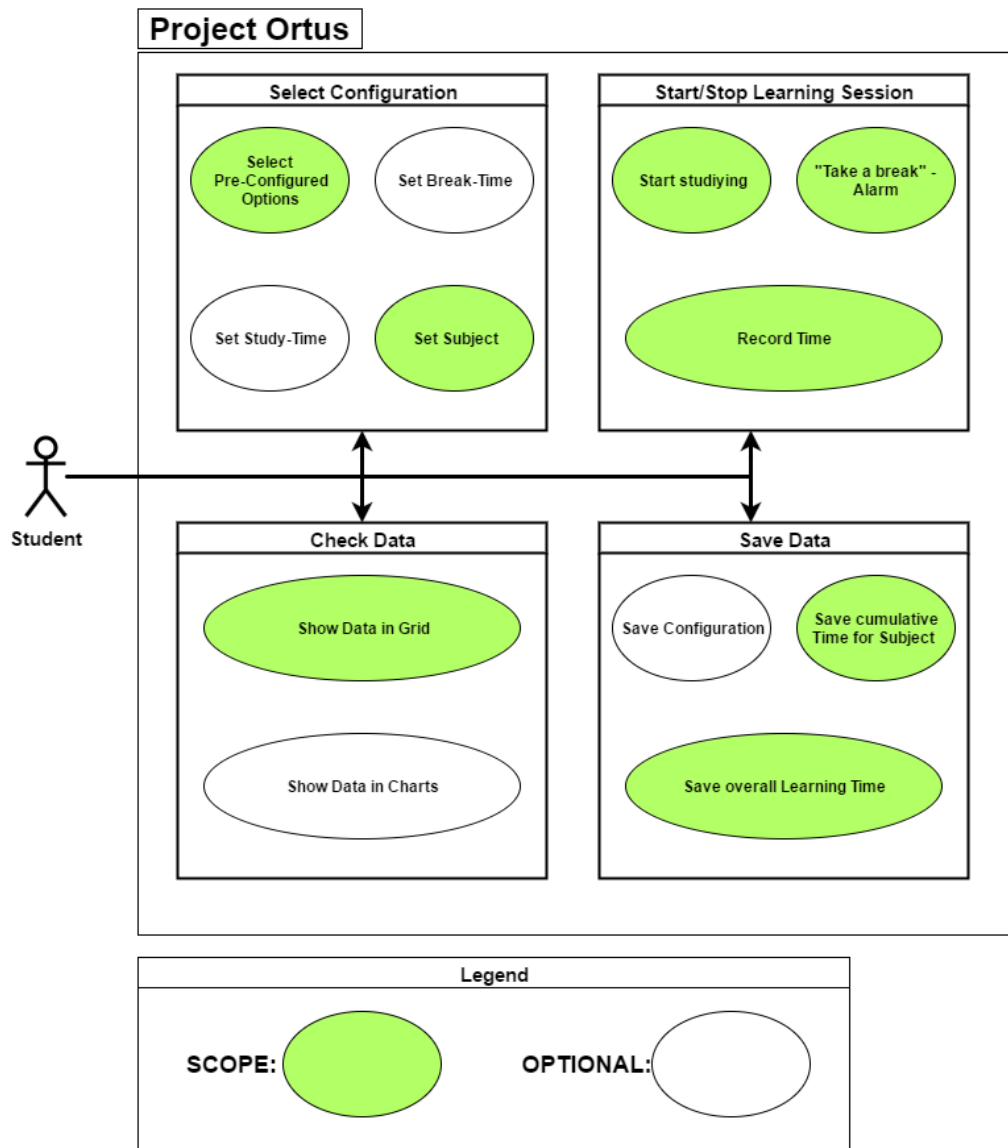 Project Ortus
Select Configuration
Select
Pre-Configured
Options
Set Break-Time
Set Study-Time
Set Subject
Start/Stop Learning Session
Start studiying
"Take a break" -
Alarm
Record Time
Student
Check Data
Show Data in Grid
Show Data in Charts
Save Data
Save Configuration
Save cumulative
Time for Subject
Save overall Learning Time
Legend
SCOPE:
OPTIONAL: